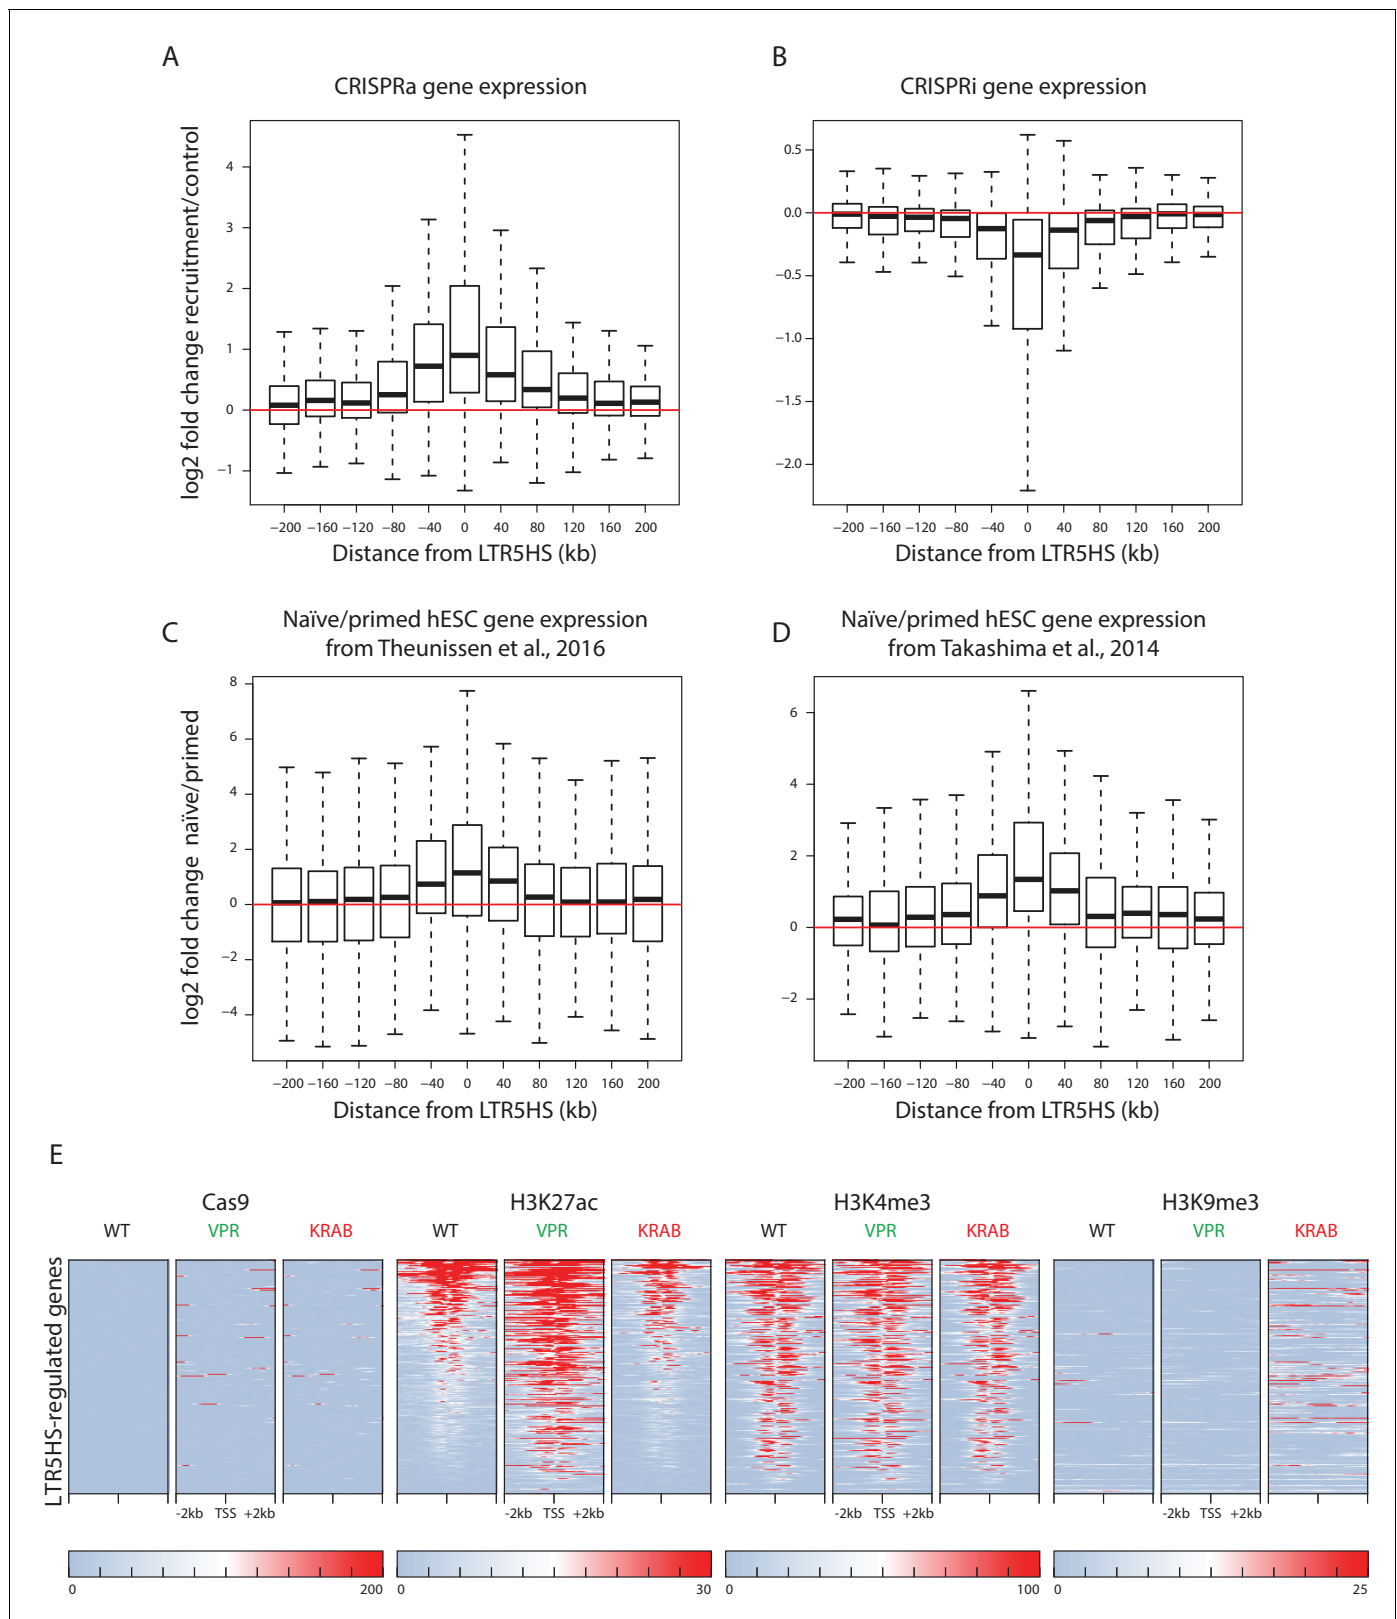 A
CRISPRa gene expression
log2 fold change recruitment/control
4
3
2
1
0
−1
−200 −160 −120 −80 −40 0 40 80 120 160 200
Distance from LTR5HS (kb)
B
CRISPRi gene expression
0.5
0.0
−0.5
−1.0
−1.5
−2.0
−200 −160 −120 −80 −40 0 40 80 120 160 200
Distance from LTR5HS (kb)
C
Naïve/primed hESC gene expression
from Theunissen et al., 2016
log2 fold change naïve/primed
8
6
4
2
0
−2
−4
−200 −160 −120 −80 −40 0 40 80 120 160 200
Distance from LTR5HS (kb)
D
Naïve/primed hESC gene expression
from Takashima et al., 2014
6
4
2
0
−2
−200 −160 −120 −80 −40 0 40 80 120 160 200
Distance from LTR5HS (kb)
E
Cas9 H3K27ac H3K4me3 H3K9me3
WT VPR KRAB WT VPR KRAB WT VPR KRAB WT VPR KRAB
LTR5HS-regulated genes
-2kb TSS +2kb -2kb TSS +2kb -2kb TSS +2kb -2kb TSS +2kb
0 200 0 30 0 100 0 25